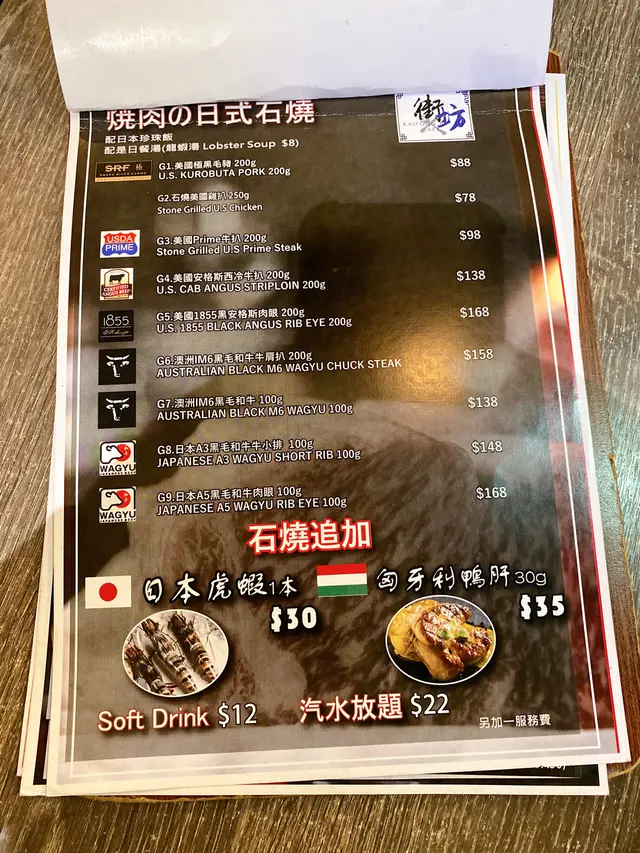 燒肉の日式石燒
街坊
配日本珍珠飯
配是日餐湯(龍蝦湯 Lobster Soup $8)
SRF 極
SNAKE RIVER FARMS
G1.美國極黑毛豬 200g
U.S. KUROBUTA PORK 200g
$88
G2.石燒美國雞扒 250g
Stone Grilled U.S Chicken
$78
USDA
PRIME
G3.美國Prime牛扒 200g
Stone Grilled U.S Prime Steak
$98
CERTIFIED
ANGUS BEEF
G4.美國安格斯西冷牛扒 200g
U.S. CAB ANGUS STRIPLOIN 200g
$138
1855
G5.美國1855黑安格斯肉眼 200g
U.S. 1855 BLACK ANGUS RIB EYE 200g
$168
G6.澳洲IM6黑毛和牛牛肩扒 200g
AUSTRALIAN BLACK M6 WAGYU CHUCK STEAK
$158
G7.澳洲IM6黑毛和牛 100g
AUSTRALIAN BLACK M6 WAGYU 100g
$138
WAGYU
G8.日本A3黑毛和牛牛小排 100g
JAPANESE A3 WAGYU SHORT RIB 100g
$148
WAGYU
G9.日本A5黑毛和牛肉眼 100g
JAPANESE A5 WAGYU RIB EYE 100g
$168
石燒追加
日本虎蝦1本
$30
匈牙利鴨肝30g
$35
Soft Drink $12
汽水放題 $22
另加一服務費